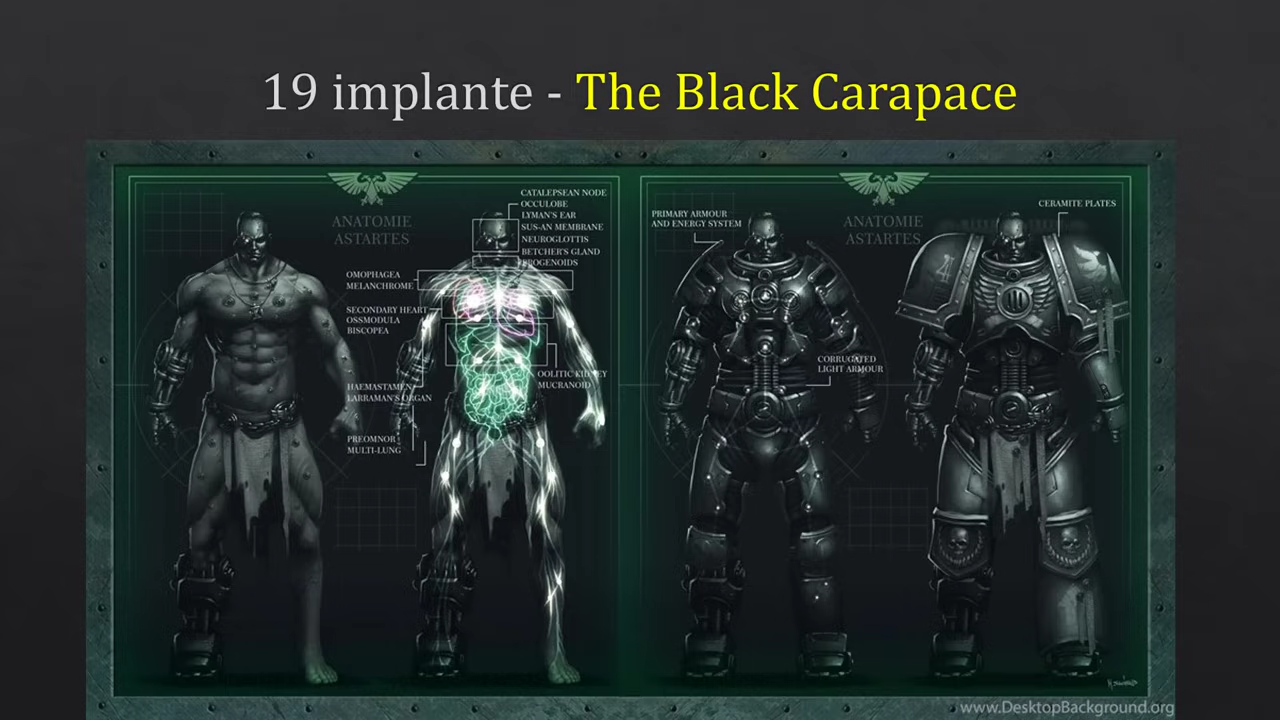 19 implante - The Black Carapace
ANATOMIE
ASTARTES
CATALEPSEAN NODE
OCCULOBE
LYMAN'S EAR
SUS-AN MEMBRANE
NEUROGLOTTIS
BETCHER'S GLAND
PROGENOIDS
OMOPHAGEA
MELANCHROME
SECONDARY HEART
OSSMODULA
BISCOPEA
OOLITIC KIDNEY
MUCRANOID
HAEMASTAMEN
LARRAMAN'S ORGAN
PREOMNOR
MULTI-LUNG
PRIMARY ARMOUR
AND ENERGY SYSTEM
ANATOMIE
ASTARTES
CERAMITE PLATES
CORRUGATED
LIGHT ARMOUR
III
www.DesktopBackground.org